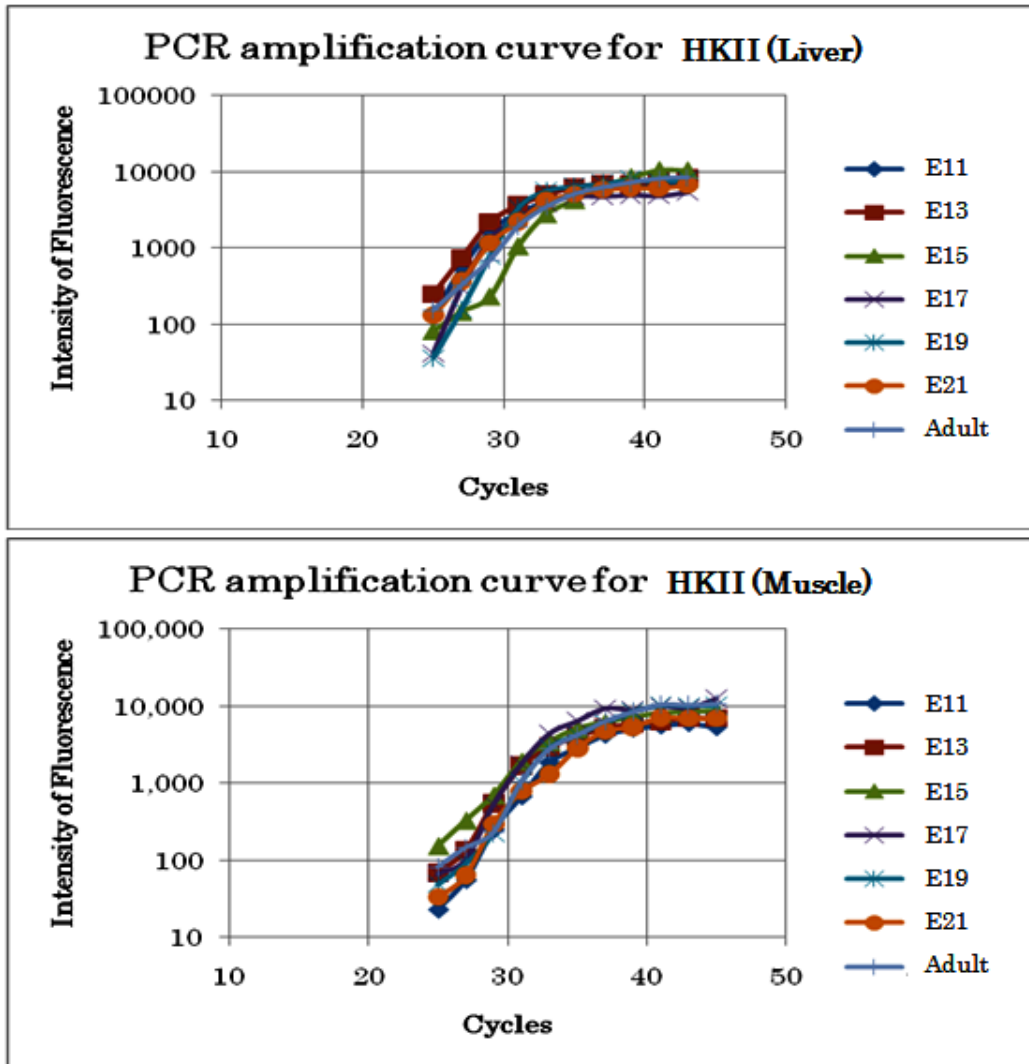 PCR amplification curve for HKII (Liver)
Intensity of Fluorescence
100000
10000
1000
100
10
10 20 30 40 50
Cycles
E11
E13
E15
E17
E19
E21
Adult
PCR amplification curve for HKII (Muscle)
Intensity of Fluorescence
100,000
10,000
1,000
100
10
10 20 30 40 50
Cycles
E11
E13
E15
E17
E19
E21
Adult